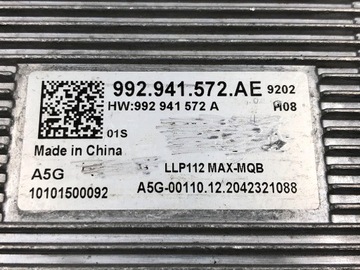 992.941.572.AE 9202
HW:992 941 572 A H08
01S
Made in China
A5G LLP112 MAX-MQB
10101500092 A5G-00110.12.2042321088